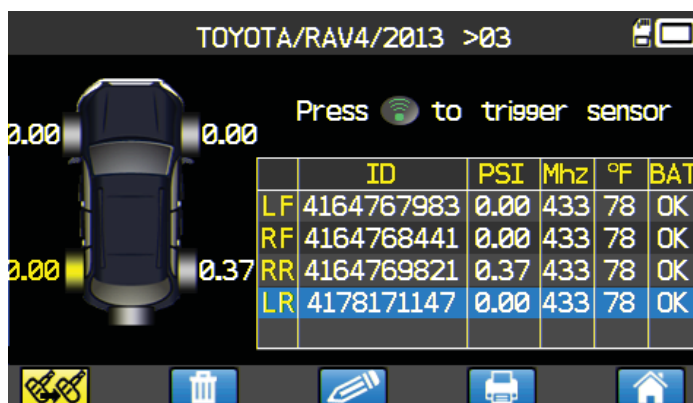 TOYOTA/RAV4/2013 >03
Press to trigger sensor
0.00 0.00
0.00 0.37
ID PSI Mhz °F BAT
LF 4164767983 0.00 433 78 OK
RF 4164768441 0.00 433 78 OK
RR 4164769821 0.37 433 78 OK
LR 4178171147 0.00 433 78 OK